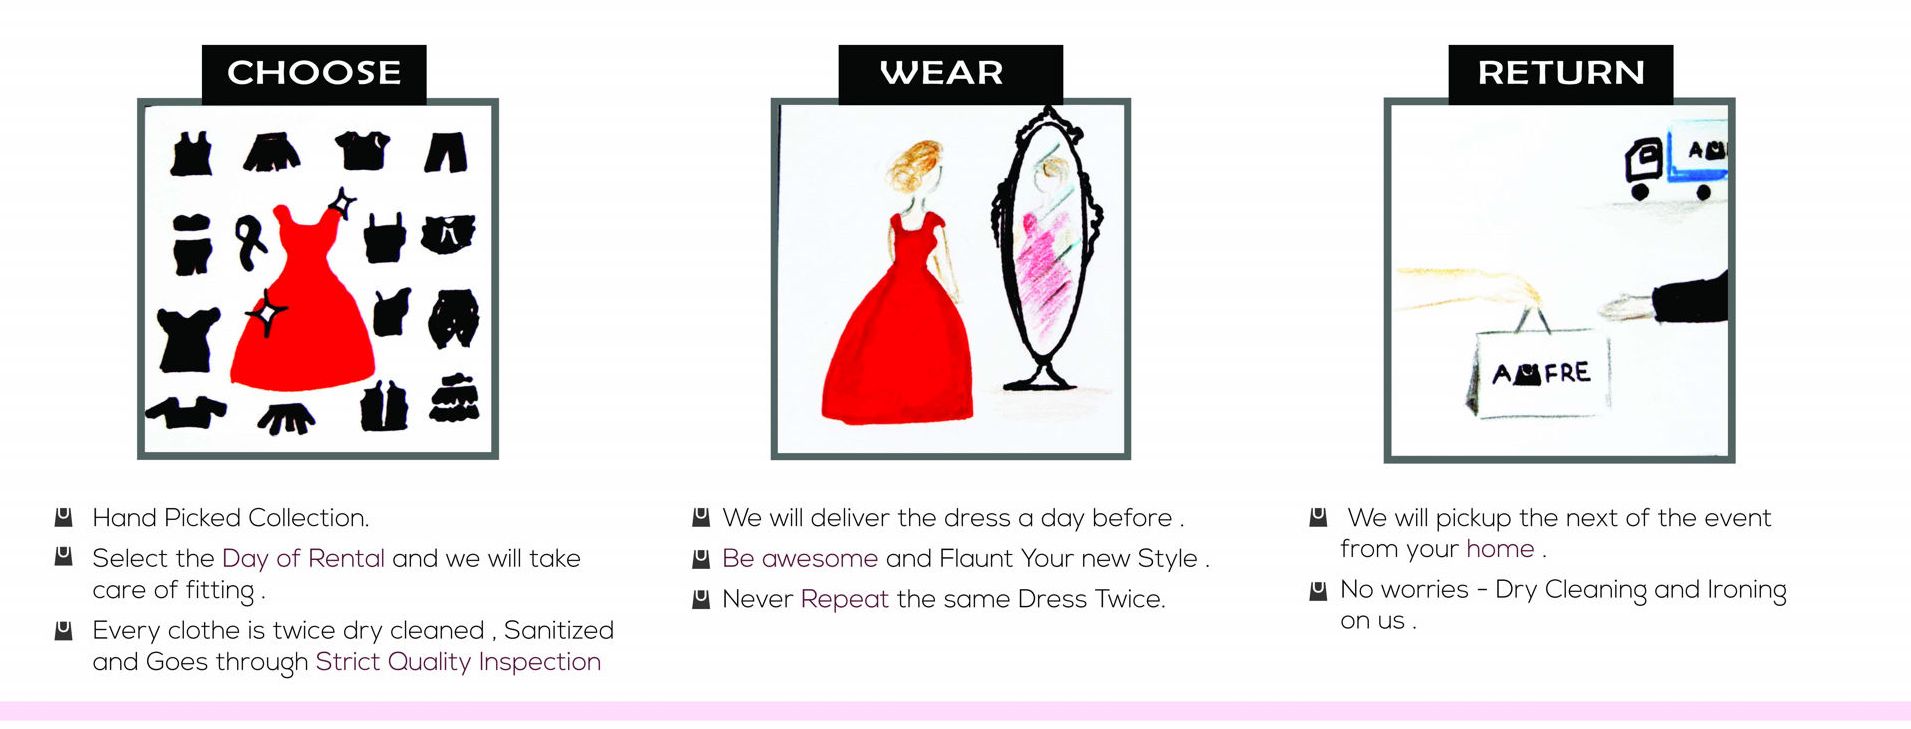 CHOOSE
WEAR
RETURN
A
A FRE
Hand Picked Collection.
Select the Day of Rental and we will take
care of fitting .
Every clothe is twice dry cleaned , Sanitized
and Goes through Strict Quality Inspection
We will deliver the dress a day before .
Be awesome and Flaunt Your new Style .
Never Repeat the same Dress Twice.
We will pickup the next of the event
from your home .
No worries - Dry Cleaning and Ironing
on us .